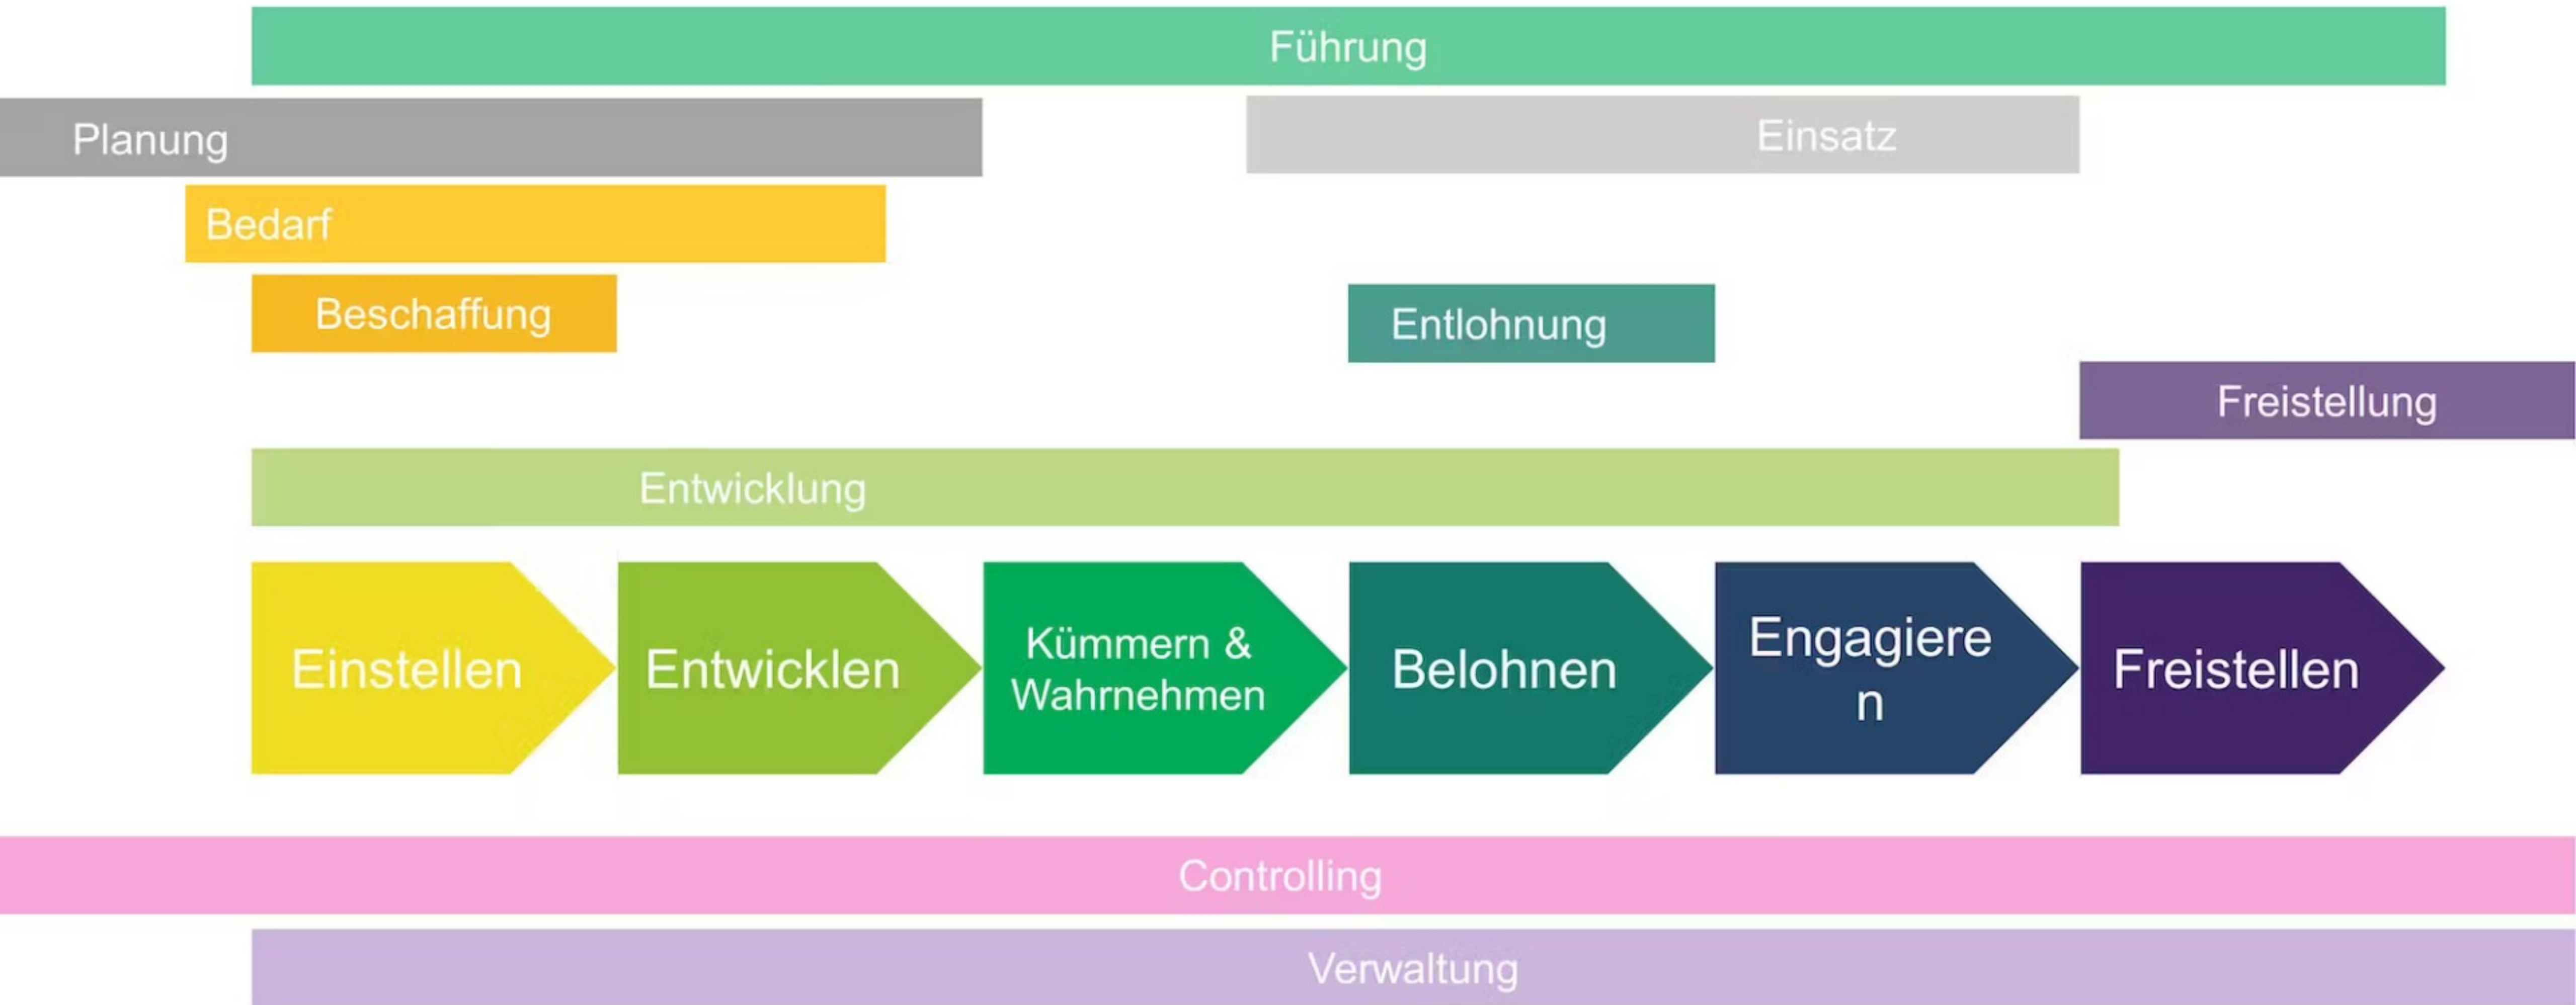 Führung
Planung
Einsatz
Bedarf
Beschaffung
Entlohnung
Freistellung
Entwicklung
Einstellen
Entwicklen
Kümmern &
Wahrnehmen
Belohnen
Engagiere
n
Freistellen
Controlling
Verwaltung